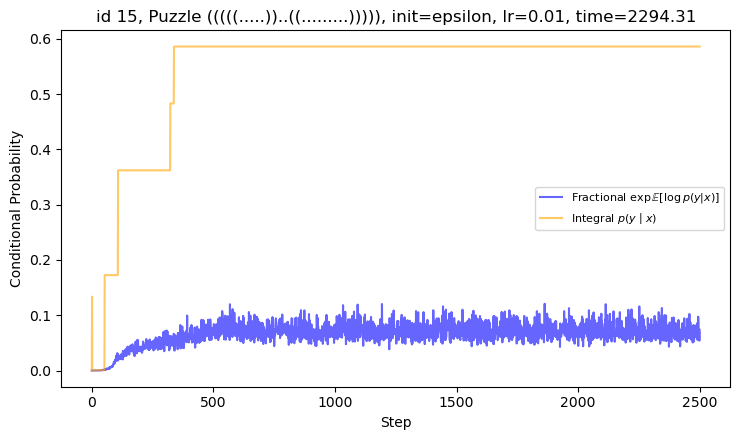 id 15, Puzzle (((((.....))..((.........))))), init=epsilon, lr=0.01, time=2294.31
Conditional Probability
0.6
0.5
0.4
0.3
0.2
0.1
0.0
Fractional exp𝔼[log p(y|x)]
Integral p(y | x)
0
500
1000
1500
2000
2500
Step